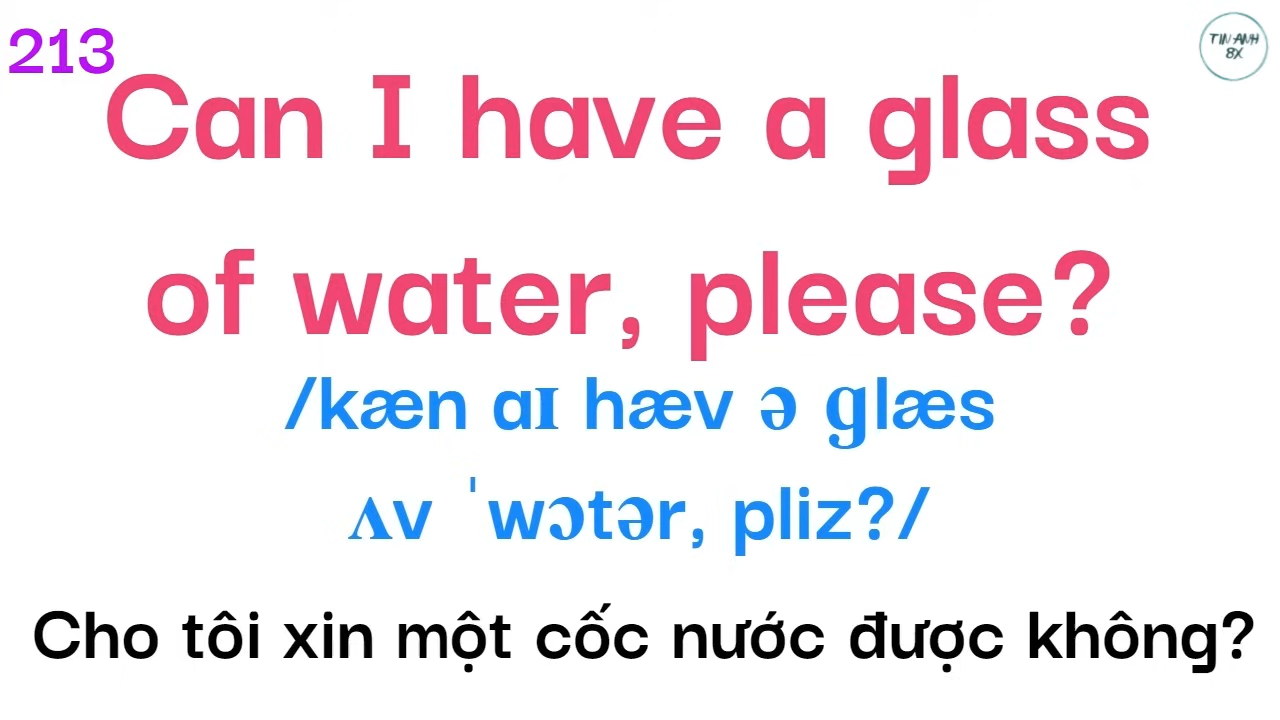 213
TIN ANH
8X
Can I have a glass
of water, please?
/kæn aɪ hæv ə ɡlæs
ʌv ˈwɔtər, pliz?/
Cho tôi xin một cốc nước được không?